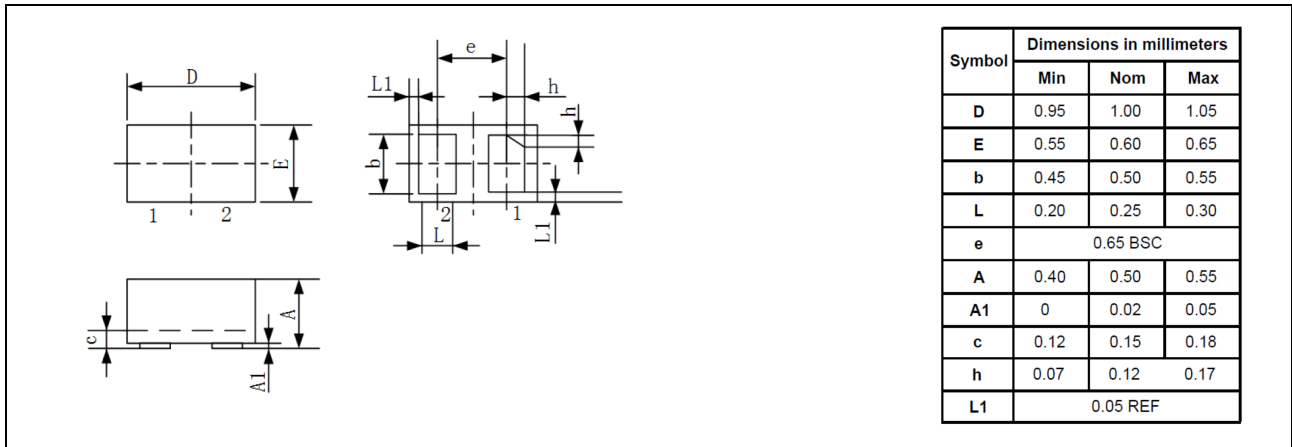 D
E
1 2
e
L1
h
h
b
2 1
L
L1
c
A
A1
Symbol Dimensions in millimeters
Min Nom Max
D 0.95 1.00 1.05
E 0.55 0.60 0.65
b 0.45 0.50 0.55
L 0.20 0.25 0.30
e 0.65 BSC
A 0.40 0.50 0.55
A1 0 0.02 0.05
c 0.12 0.15 0.18
h 0.07 0.12 0.17
L1 0.05 REF